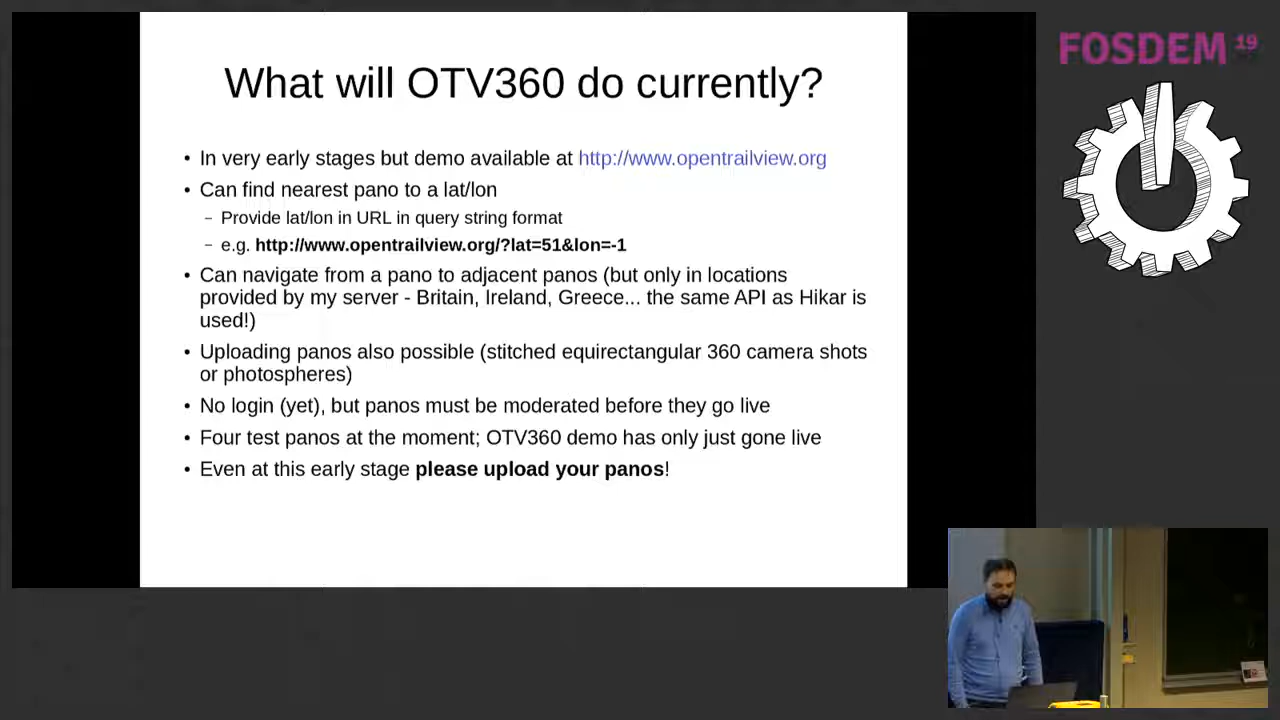 FOSDEM 19
What will OTV360 do currently?
• In very early stages but demo available at http://www.opentrailview.org
• Can find nearest pano to a lat/lon
– Provide lat/lon in URL in query string format
– e.g. http://www.opentrailview.org/?lat=51&lon=-1
• Can navigate from a pano to adjacent panos (but only in locations
provided by my server - Britain, Ireland, Greece... the same API as Hikar is
used!)
• Uploading panos also possible (stitched equirectangular 360 camera shots
or photospheres)
• No login (yet), but panos must be moderated before they go live
• Four test panos at the moment; OTV360 demo has only just gone live
• Even at this early stage please upload your panos!